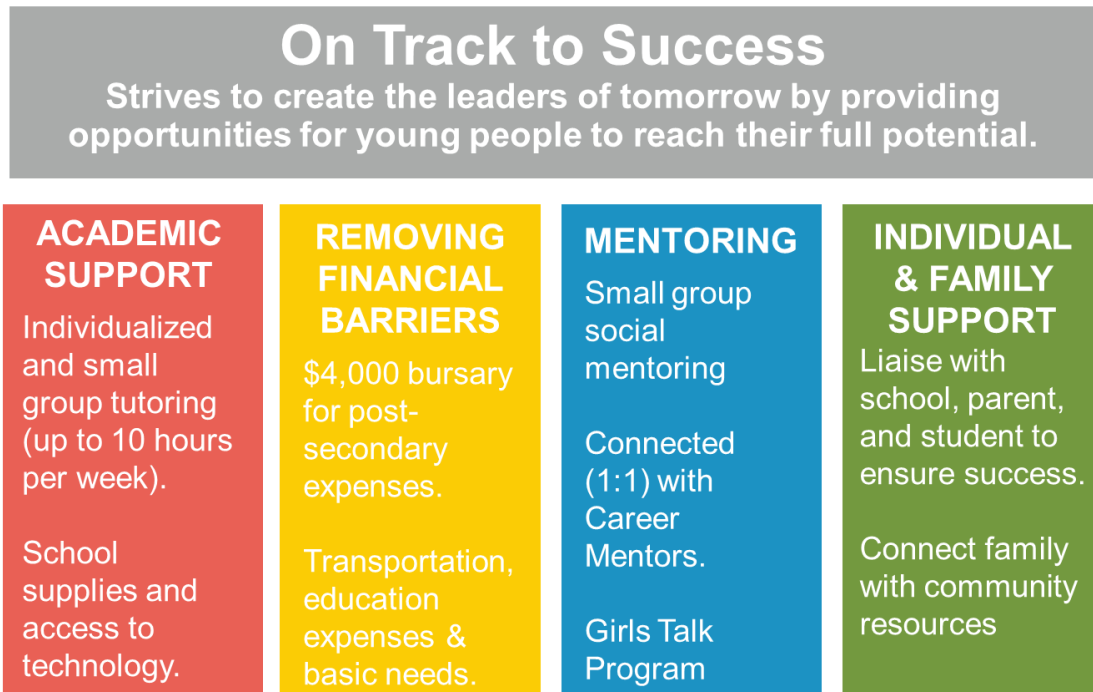 On Track to Success
Strives to create the leaders of tomorrow by providing
opportunities for young people to reach their full potential.
ACADEMIC
SUPPORT
Individualized
and small
group tutoring
(up to 10 hours
per week).
School
supplies and
access to
technology.
REMOVING
FINANCIAL
BARRIERS
$4,000 bursary
for post-
secondary
expenses.
Transportation,
education
expenses &
basic needs.
MENTORING
Small group
social
mentoring
Connected
(1:1) with
Career
Mentors.
Girls Talk
Program
INDIVIDUAL
& FAMILY
SUPPORT
Liaise with
school, parent,
and student to
ensure success.
Connect family
with community
resources